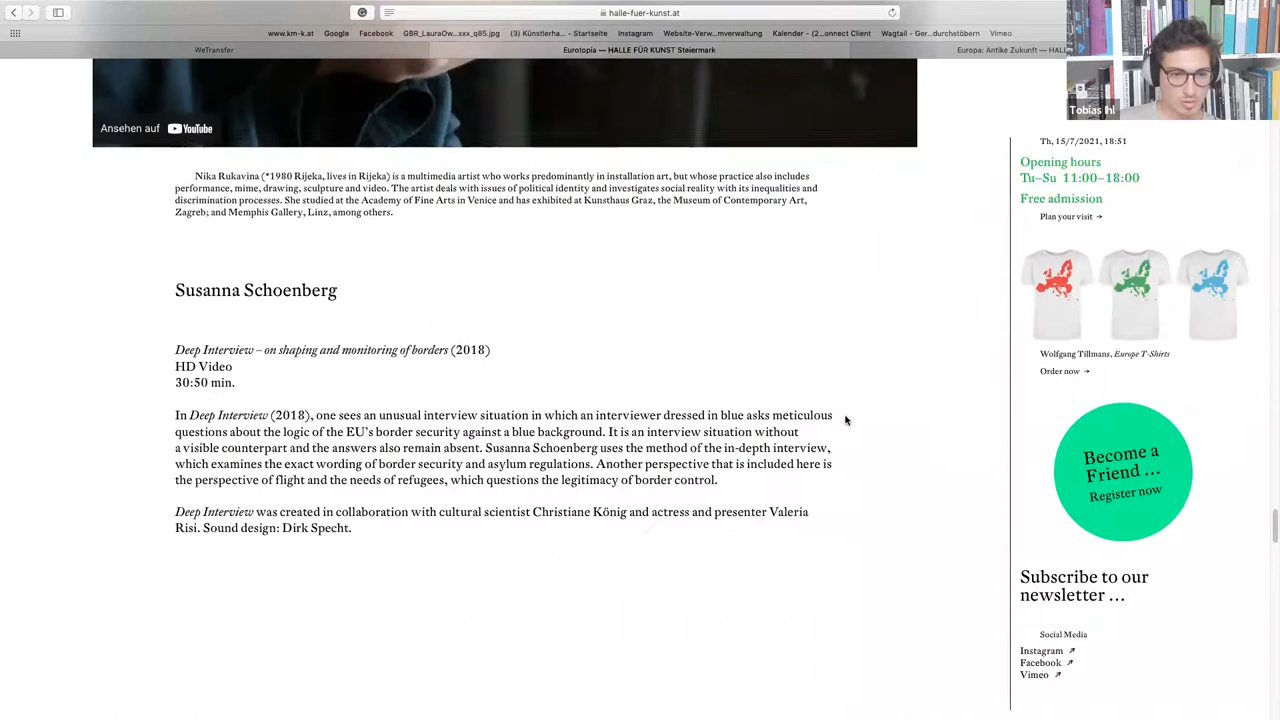 halle-fuer-kunst.at
www.km-k.at
Google
Facebook
GBR_LauraOw...xxx_q85.jpg
(3) Künstlerha... - Startseite
Instagram
Website-Verw...mverwaltung
Kalender - (2...onnect Client
Wagtail - Ger...durchstöbern
Vimeo
WeTransfer
Eurotopia — HALLE FÜR KUNST Steiermark
Europa: Antike Zukunft — HAL
Tobias Ihl
Ansehen auf YouTube
Nika Rukavina (*1980 Rijeka, lives in Rijeka) is a multimedia artist who works predominantly in installation art, but whose practice also includes
performance, mime, drawing, sculpture and video. The artist deals with issues of political identity and investigates social reality with its inequalities and
discrimination processes. She studied at the Academy of Fine Arts in Venice and has exhibited at Kunsthaus Graz, the Museum of Contemporary Art,
Zagreb; and Memphis Gallery, Linz, among others.
Susanna Schoenberg
Deep Interview – on shaping and monitoring of borders (2018)
HD Video
30:50 min.
In Deep Interview (2018), one sees an unusual interview situation in which an interviewer dressed in blue asks meticulous
questions about the logic of the EU's border security against a blue background. It is an interview situation without
a visible counterpart and the answers also remain absent. Susanna Schoenberg uses the method of the in-depth interview,
which examines the exact wording of border security and asylum regulations. Another perspective that is included here is
the perspective of flight and the needs of refugees, which questions the legitimacy of border control.
Deep Interview was created in collaboration with cultural scientist Christiane König and actress and presenter Valeria
Risi. Sound design: Dirk Specht.
Th, 15/7/2021, 18:51
Opening hours
Tu–Su 11:00–18:00
Free admission
Plan your visit →
Wolfgang Tillmans, Europe T-Shirts
Order now →
Become a
Friend ...
Register now
Subscribe to our
newsletter ...
Social Media
Instagram ↗
Facebook ↗
Vimeo ↗